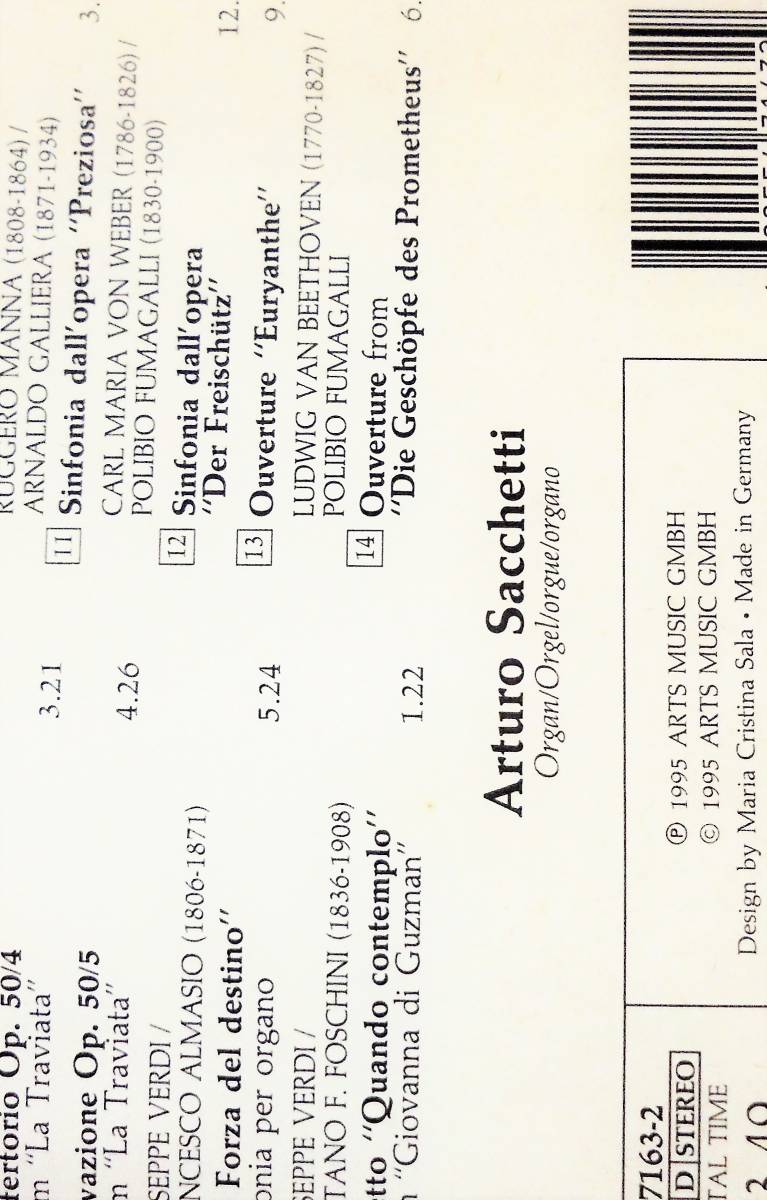 tertorio Op. 50/4
m "La Traviata" 3.21
vazione Op. 50/5
m "La Traviata" 4.26
SEPPE VERDI /
NCESCO ALMASIO (1806-1871)
Forza del destino"
onia per organo 5.24
SEPPE VERDI /
TANO F. FOSCHINI (1836-1908)
tto "Quando contemplo"
"Giovanna di Guzman" 1.22
RUGGERO MANNA (1808-1864) /
ARNALDO GALLIERA (1871-1934)
11 Sinfonia dall'opera "Preziosa" 3.
CARL MARIA VON WEBER (1786-1826) /
POLIBIO FUMAGALLI (1830-1900)
12 Sinfonia dall'opera
"Der Freischütz" 12.
13 Ouverture "Euryanthe" 9.
LUDWIG VAN BEETHOVEN (1770-1827) /
POLIBIO FUMAGALLI
14 Ouverture from
"Die Geschöpfe des Prometheus" 6.
Arturo Sacchetti
Organ/Orgel/orgue/organo
7163-2
D STEREO
TAL TIME
℗ 1995 ARTS MUSIC GMBH
© 1995 ARTS MUSIC GMBH
Design by Maria Cristina Sala • Made in Germany